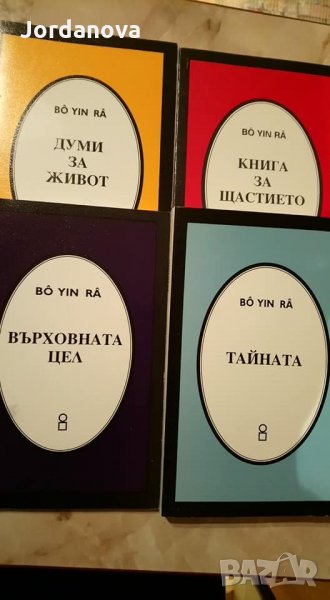 Jordanova
BÔ YIN RÂ
ДУМИ
ЗА
ЖИВОТ
BÔ YIN RÂ
КНИГА
ЗА
ЩАСТИЕТО
BÔ YIN RÂ
ВЪРХОВНАТА
ЦЕЛ
BÔ YIN RÂ
ТАЙНАТА
BAZAR